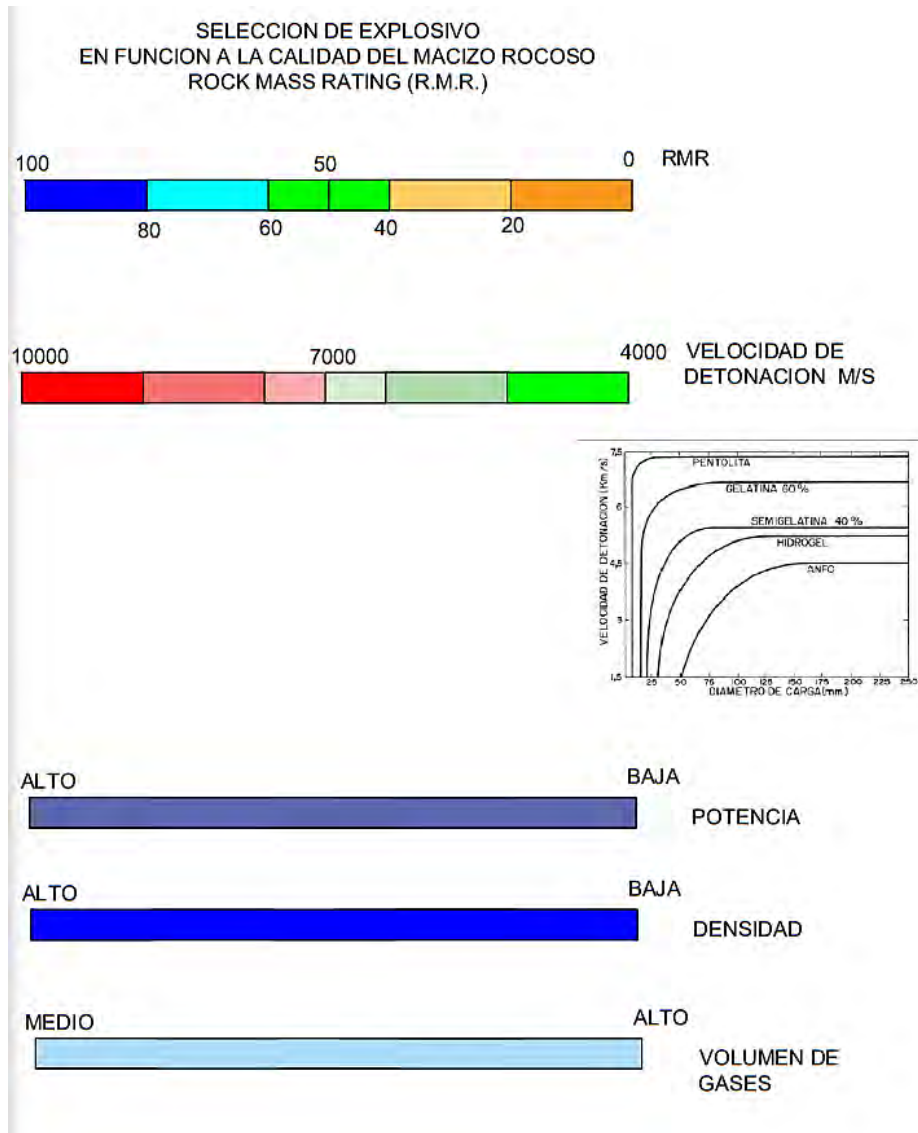 SELECCION DE EXPLOSIVO
EN FUNCION A LA CALIDAD DEL MACIZO ROCOSO
ROCK MASS RATING (R.M.R.)
100
50
0
RMR
80
60
40
20
10000
7000
4000
VELOCIDAD DE
DETONACION M/S
7,5
6
4,5
3
1,5
VELOCIDAD DE DETONACION (Km/s)
PENTOLITA
GELATINA 60%
SEMIGELATINA 40%
HIDROGEL
ANFO
25 50 75 100 125 150 175 200 225 250
DIAMETRO DE CARGA(mm)
ALTO
BAJA
POTENCIA
ALTO
BAJA
DENSIDAD
MEDIO
ALTO
VOLUMEN DE
GASES